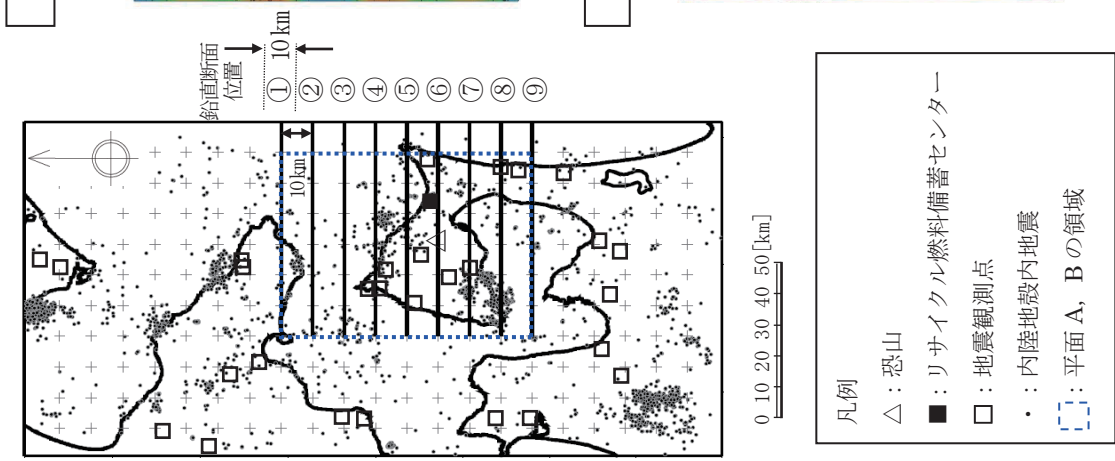 鉛直断面
位置
10 km
①
②
③
④
⑤
⑥
⑦
⑧
⑨
10 km
0 10 20 30 40 50 [km]
凡例
△：恐山
■：リサイクル燃料備蓄センター
□：地震観測点
・：内陸地殻内地震
：平面 A，B の領域